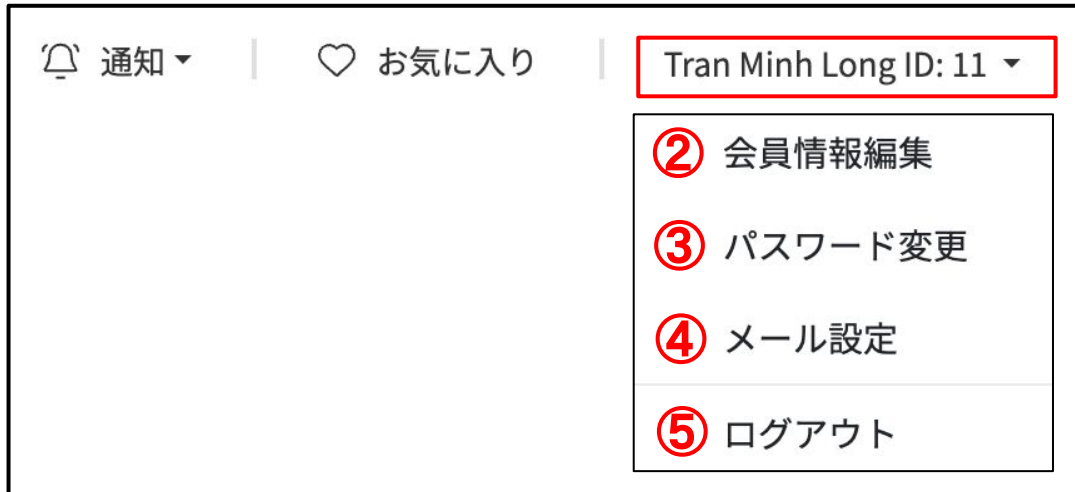 通知 お気に入り Tran Minh Long ID: 11
② 会員情報編集
③ パスワード変更
④ メール設定
⑤ ログアウト